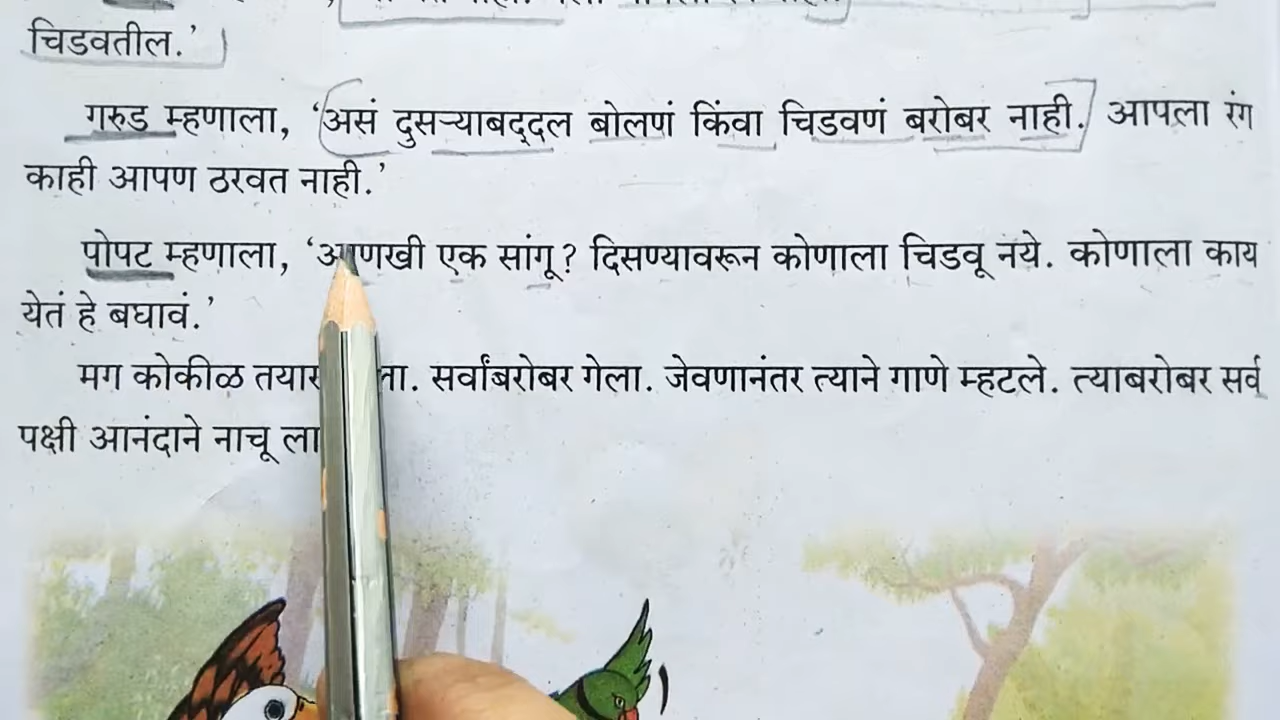 चिडवतील.’
गरुड म्हणाला, ‘असं दुसऱ्याबद्दल बोलणं किंवा चिडवणं बरोबर नाही. आपला रंग
काही आपण ठरवत नाही.’
पोपट म्हणाला, ‘आणखी एक सांगू? दिसण्यावरून कोणाला चिडवू नये. कोणाला काय
येतं हे बघावं.’
मग कोकीळ सर्वांबरोबर गेला. जेवणानंतर त्याने गाणे म्हटले. त्याबरोबर सर्व
पक्षी आनंदाने नाचू